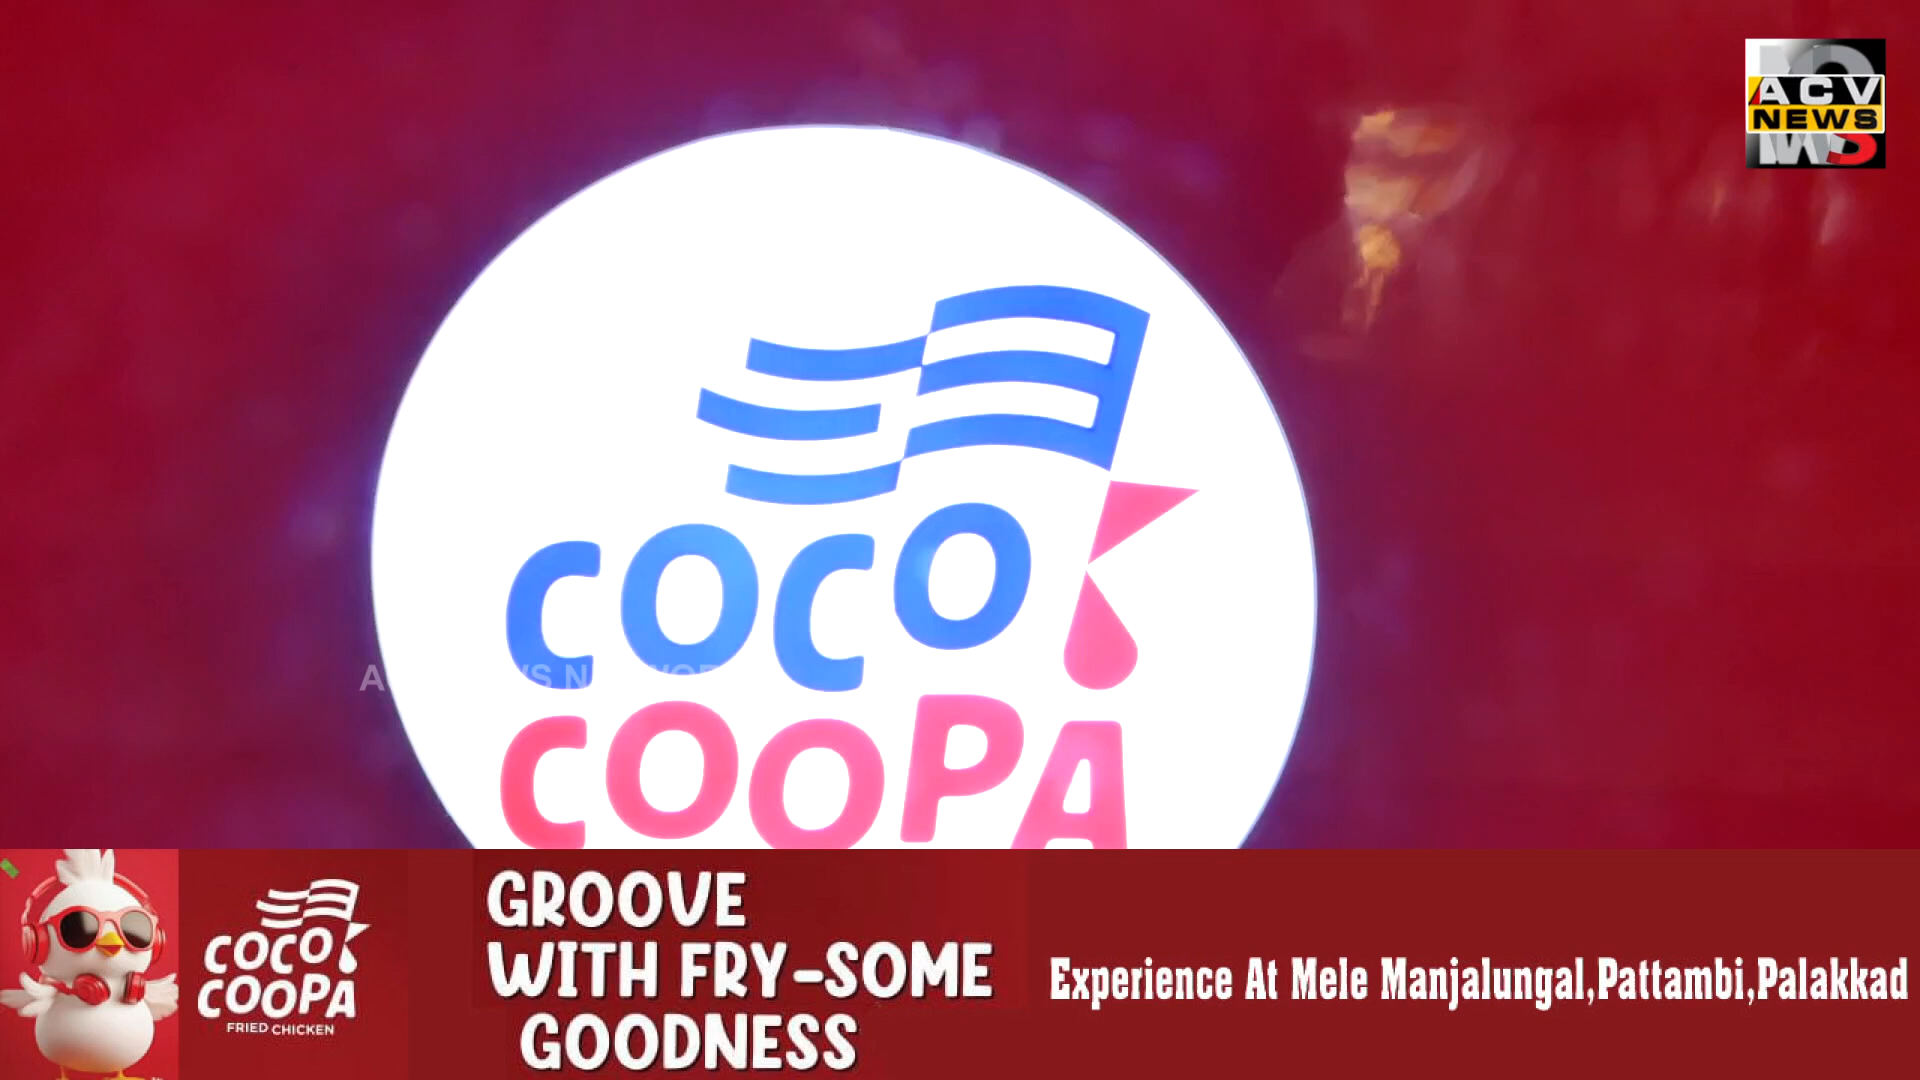 ACV
NEWS
COCO
COOPA
COCO
COOPA
FRIED CHICKEN
GROOVE
WITH FRY-SOME
GOODNESS
Experience At Mele Manjalungal,Pattambi,Palakkad